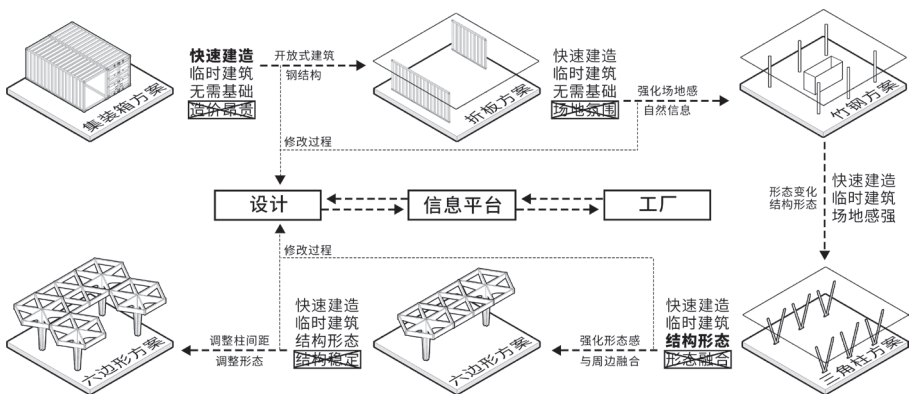 快速建造
临时建筑
无需基础
造价昂贵
集装箱方案
开放式建筑
钢结构
折板方案
快速建造
临时建筑
无需基础
场地氛围
强化场地感
自然信息
竹钢方案
修改过程
设计
信息平台
工厂
形态变化
结构形态
快速建造
临时建筑
场地感强
修改过程
六边形方案
调整柱间距
调整形态
快速建造
临时建筑
结构形态
结构稳定
六边形方案
强化形态感
与周边融合
快速建造
临时建筑
结构形态
形态融合
三角柱方案